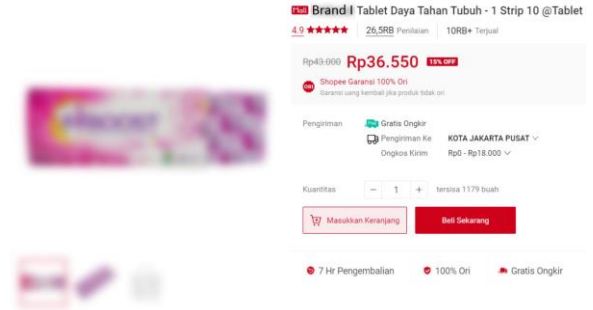 Mall Brand I Tablet Daya Tahan Tubuh - 1 Strip 10 @Tablet
4.9 ★★★★★ 26,5RB Penilaian 10RB+ Terjual
Rp43.000 Rp36.550 15% OFF
Shopee Garansi 100% Ori
Garansi uang kembali jika produk tidak ori
Pengiriman Gratis Ongkir
Pengiriman Ke KOTA JAKARTA PUSAT
Ongkos Kirim Rp0 - Rp18.000
Kuantitas − 1 + tersisa 1179 buah
Masukkan Keranjang Beli Sekarang
7 Hr Pengembalian 100% Ori Gratis Ongkir